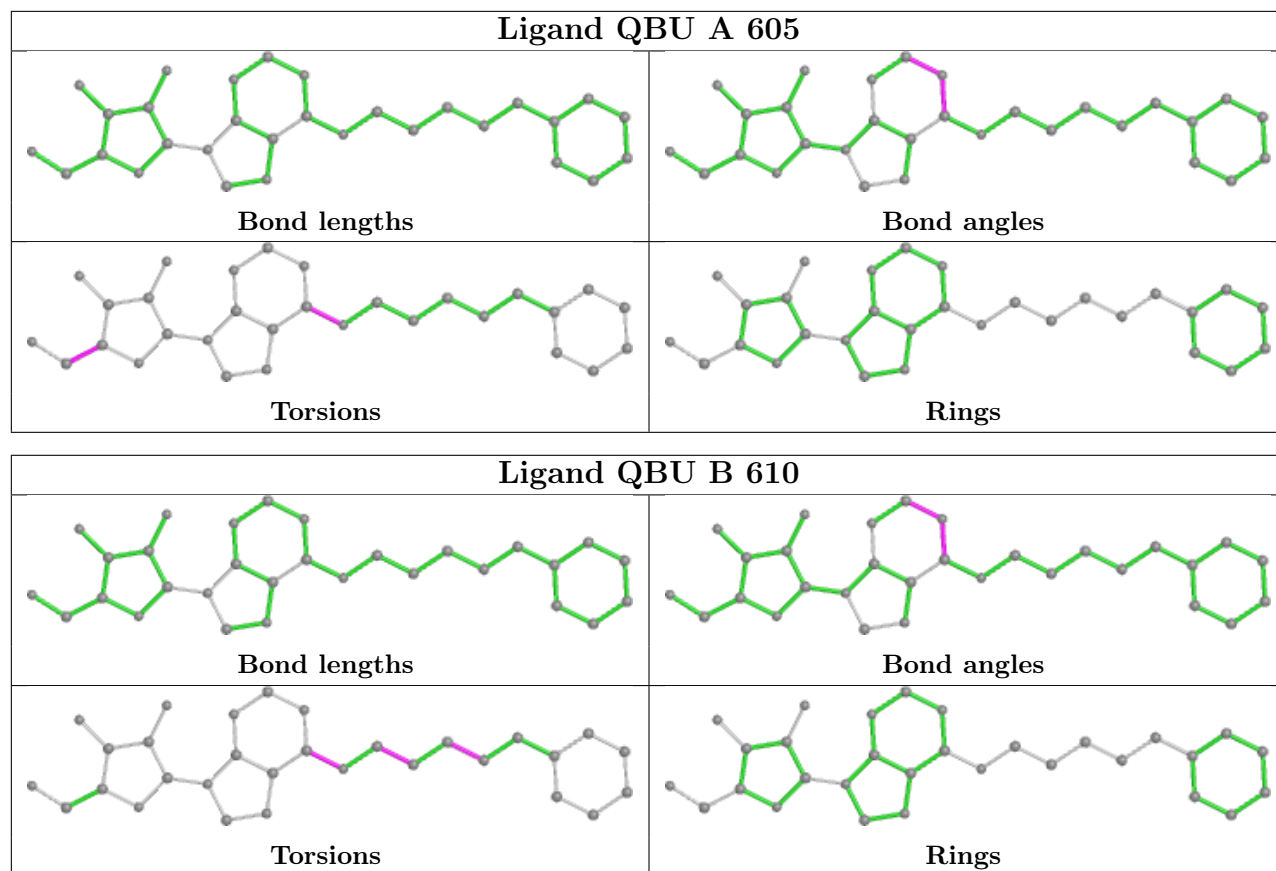 Ligand QBU A 605
Bond lengths
Bond angles
Torsions
Rings
Ligand QBU B 610
Bond lengths
Bond angles
Torsions
Rings